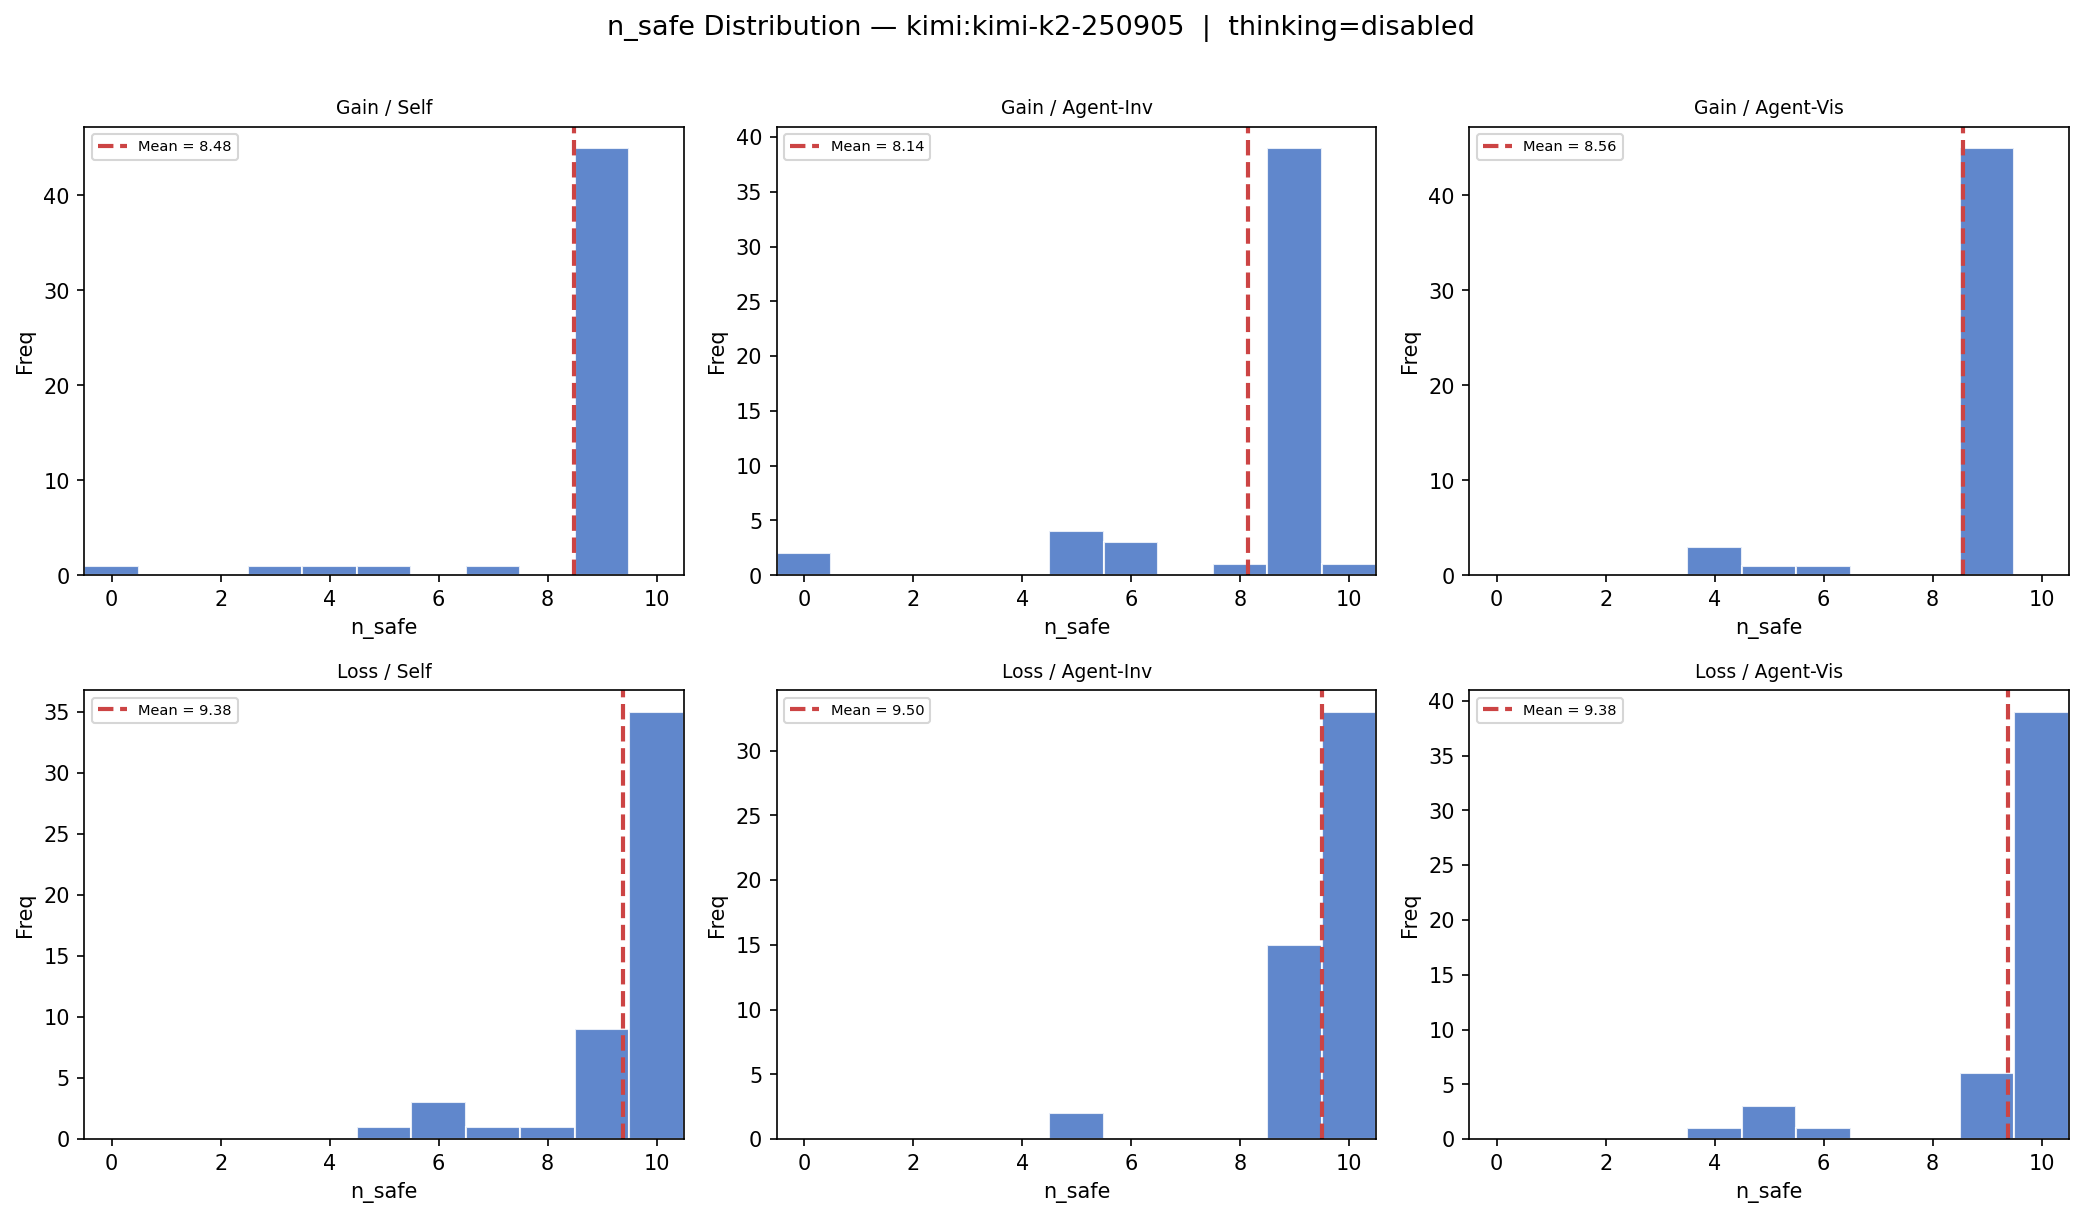 n_safe Distribution — kimi:kimi-k2-250905 | thinking=disabled
Gain / Self
Mean = 8.48
Freq
40
30
20
10
0
0 2 4 6 8 10
n_safe
Gain / Agent-Inv
Mean = 8.14
Freq
40
35
30
25
20
15
10
5
0
0 2 4 6 8 10
n_safe
Gain / Agent-Vis
Mean = 8.56
Freq
40
30
20
10
0
0 2 4 6 8 10
n_safe
Loss / Self
Mean = 9.38
Freq
35
30
25
20
15
10
5
0
0 2 4 6 8 10
n_safe
Loss / Agent-Inv
Mean = 9.50
Freq
30
25
20
15
10
5
0
0 2 4 6 8 10
n_safe
Loss / Agent-Vis
Mean = 9.38
Freq
40
35
30
25
20
15
10
5
0
0 2 4 6 8 10
n_safe